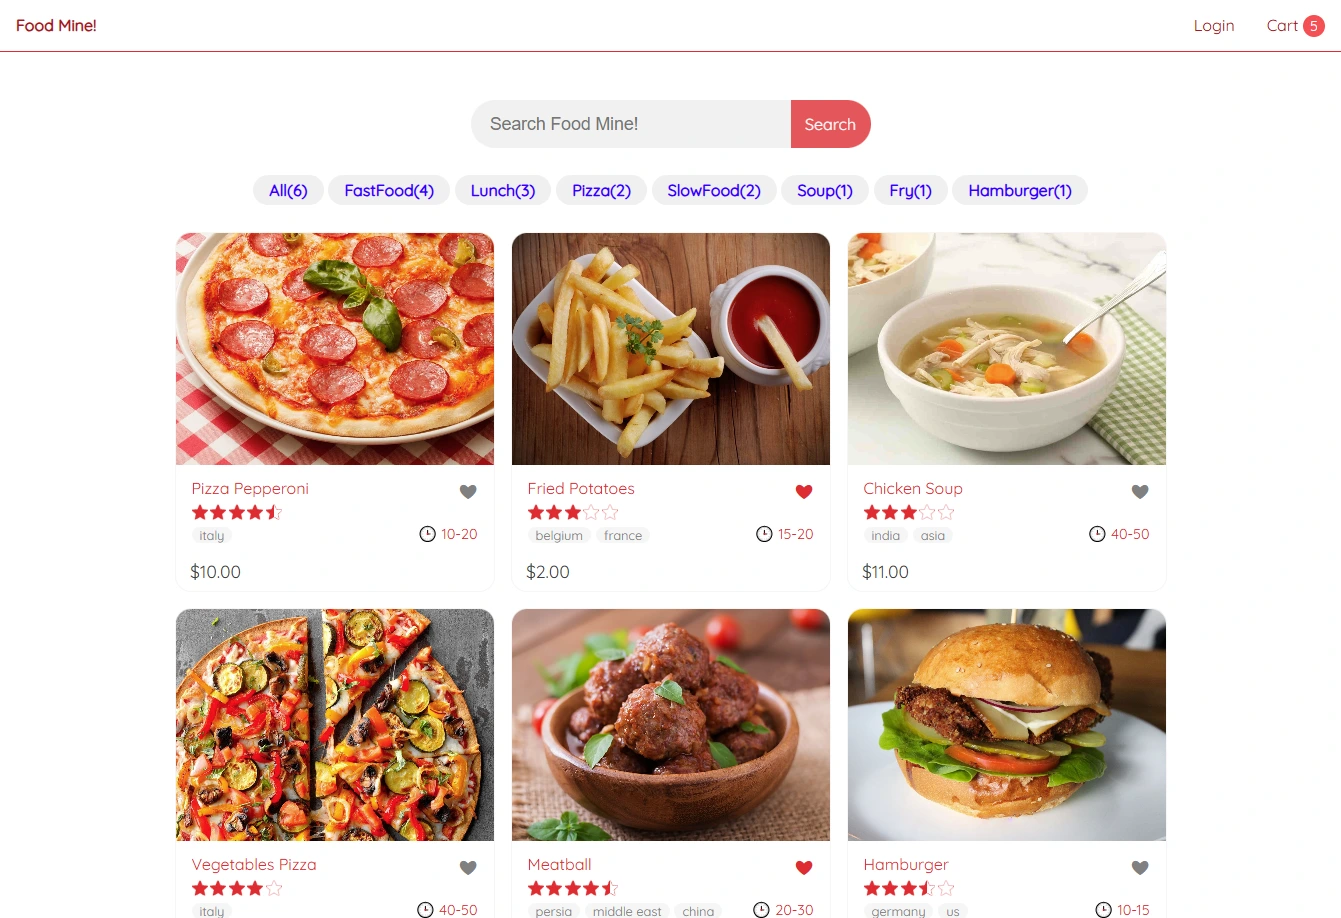 Food Mine!
Login Cart 5
Search Food Mine! Search
All(6) FastFood(4) Lunch(3) Pizza(2) SlowFood(2) Soup(1) Fry(1) Hamburger(1)
Pizza Pepperoni
italy 10-20
$10.00
Fried Potatoes
belgium france 15-20
$2.00
Chicken Soup
india asia 40-50
$11.00
Vegetables Pizza
italy 40-50
Meatball
persia middle east china 20-30
Hamburger
germany us 10-15